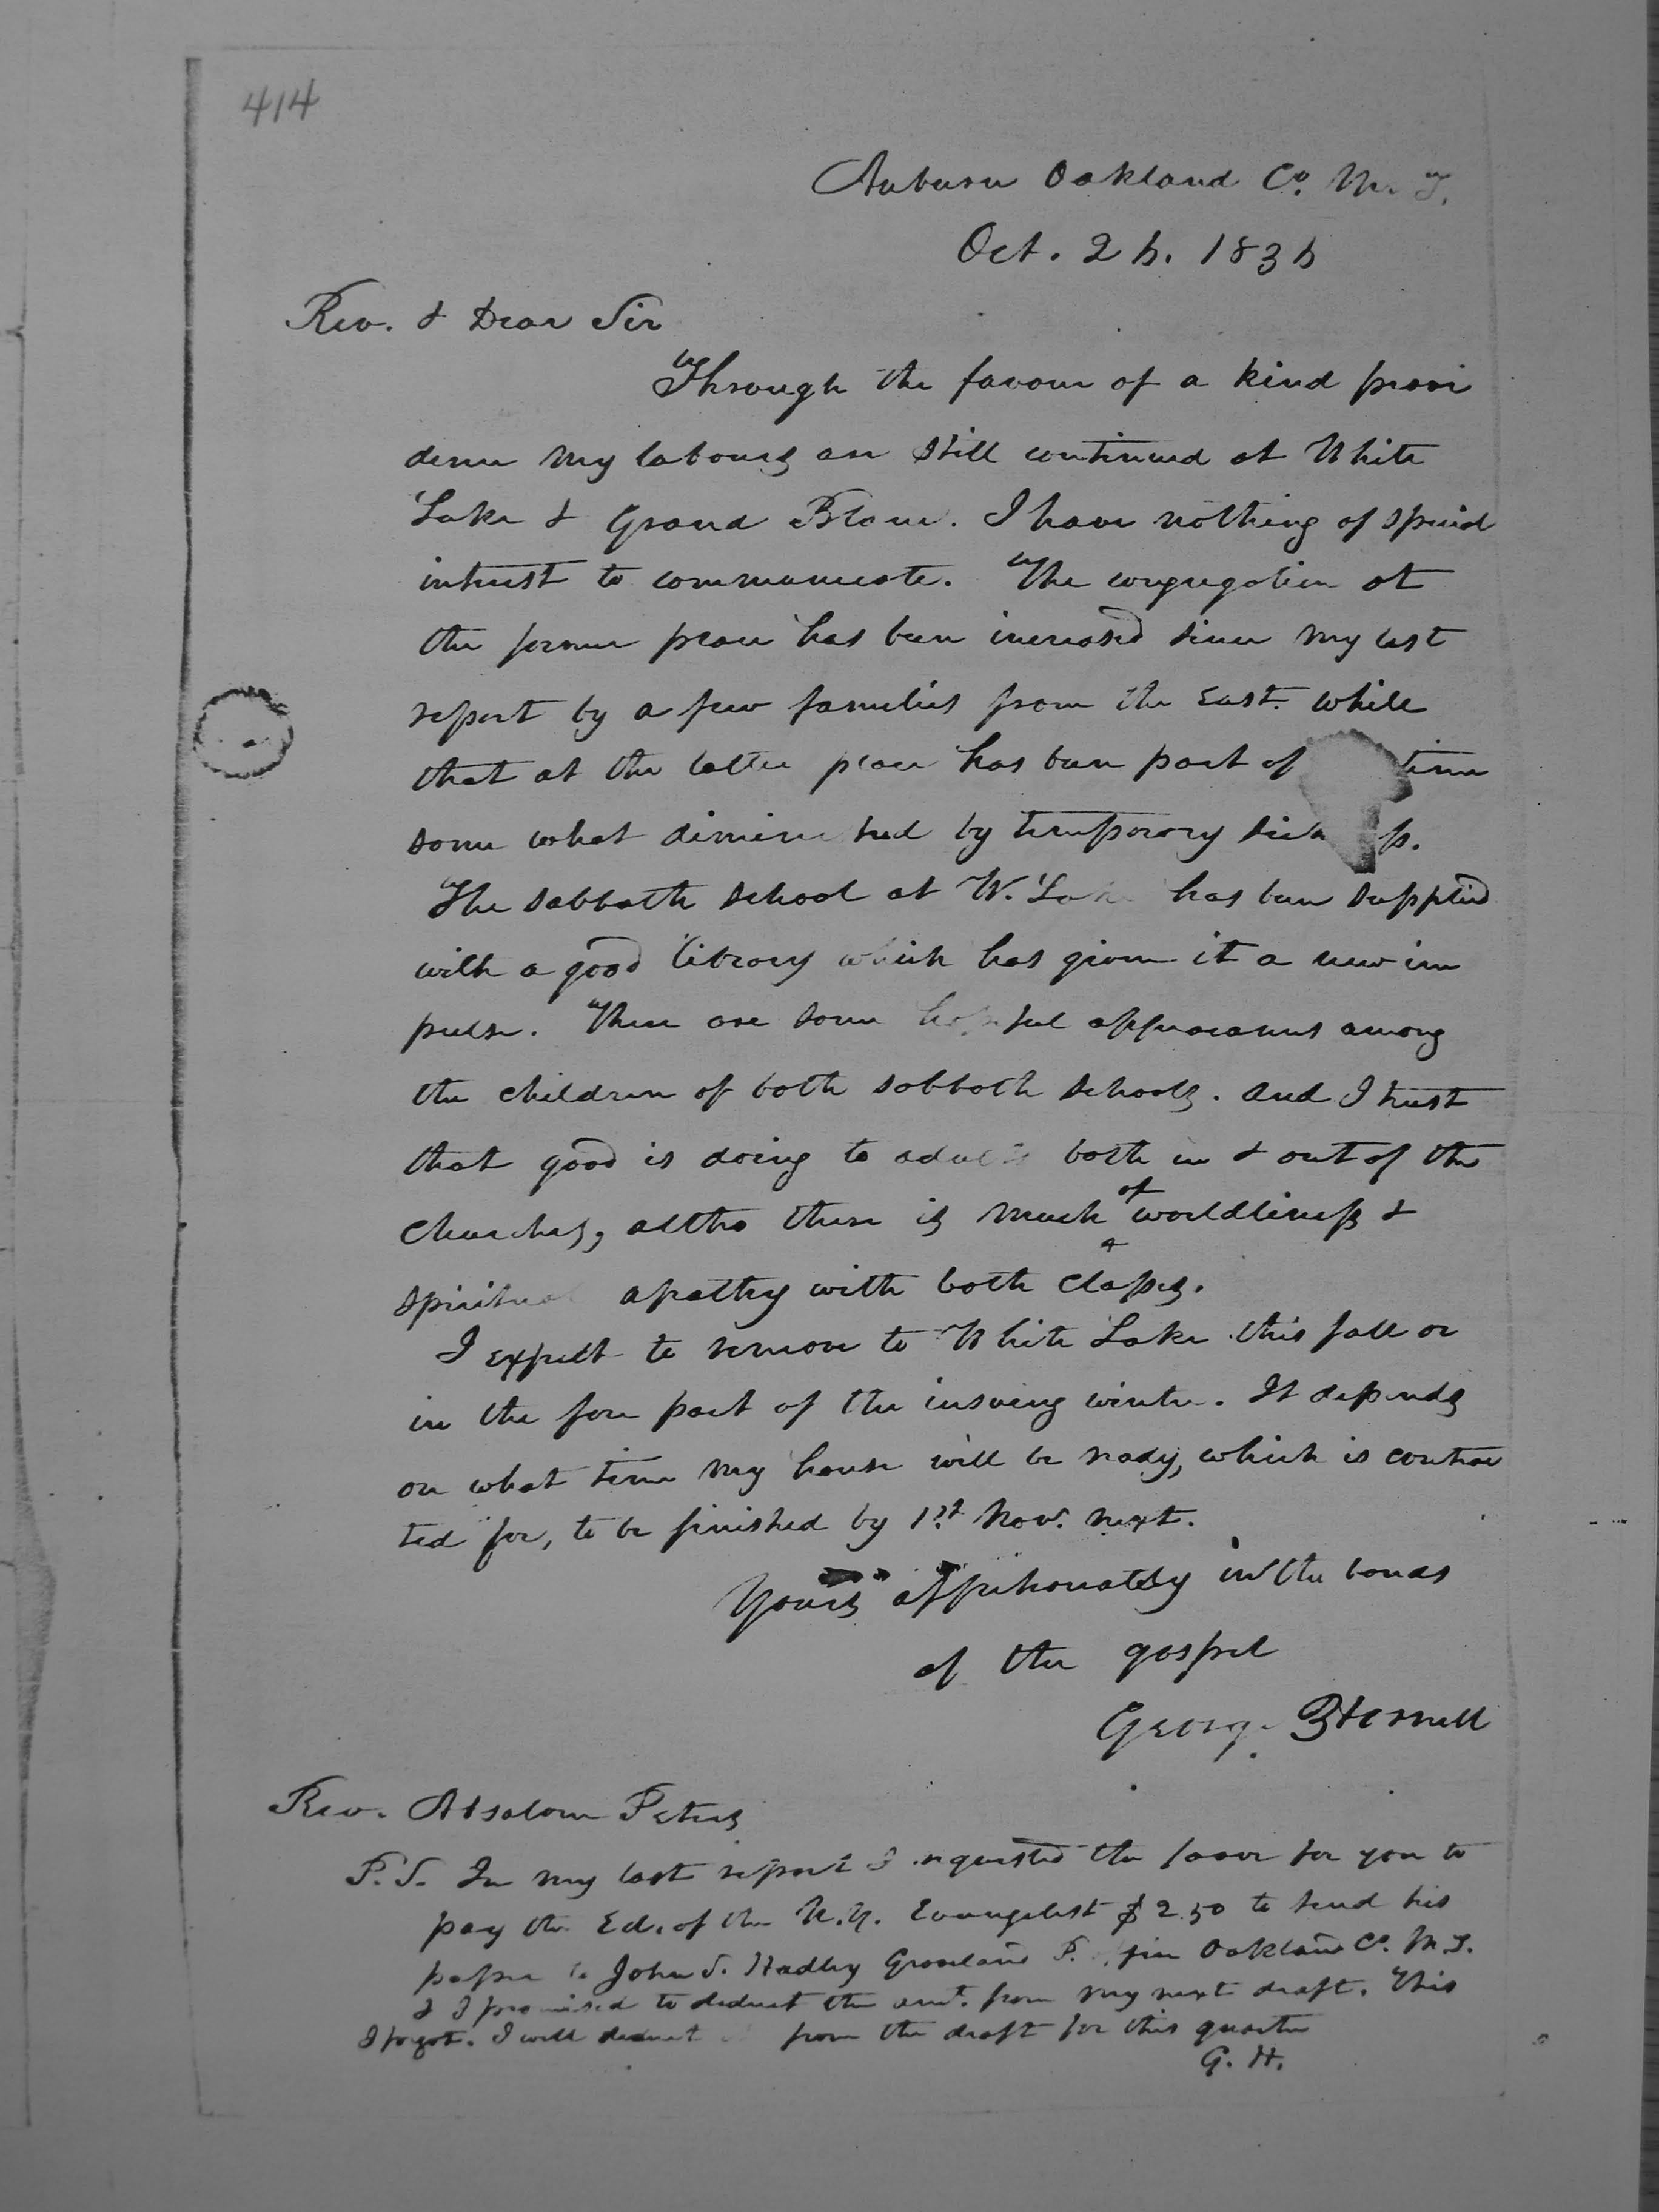 414
Auburn Oakland Co. M. T.
Oct. 25. 1835
Rev. & Dear Sir
Through the favour of a kind provi
dence my labours are still continued at White
Lake & Grand Blanc. I have nothing of special
interest to communicate. The congregation at
the former place has been increased since my last
report by a few families from the East. while
that at the latter place has been part of time
some what diminished by temporary sickness.
The sabbath school at W. Lake has been supplied
with a good library which has given it a new im
pulse. There are some hopeful appearances among
the children of both sabbath schools. and I trust
that good is doing to adults both in & out of the
churches, altho there is much of worldliness &
spiritual apathy with both classes.
I expect to remove to White Lake this fall or
in the fore part of the insuing winter. It depends
on what time my house will be ready, which is contrac
ted for, to be finished by 1st Nov. next.
Yours affectionately in the bonds
of the gospel
George Hornell
Rev. Absalom Peters
P.S. In my last report I requested the favor for you to
pay the Ed. of the N.Y. Evangelist $2.50 to send his
paper to John S. Hadley Groveland P. Oakland Co. M.T.
& I promised to deduct the amt. from my next draft. This
I forgot. I will deduct from the draft for this quarter
G. H.